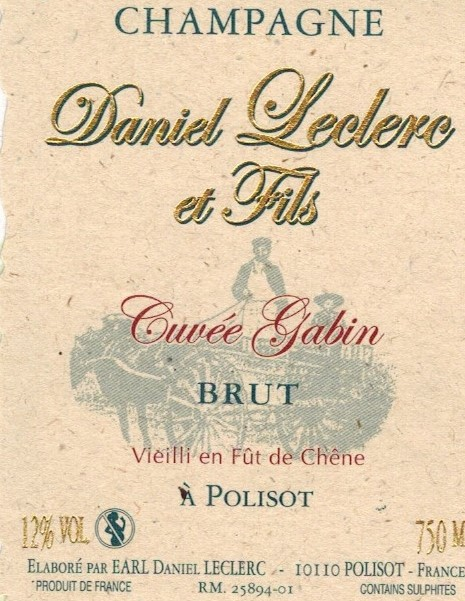 CHAMPAGNE
Daniel Leclerc
et Fils
Cuvée Gabin
BRUT
Vieilli en Fût de Chêne
À POLISOT
12% VOL 750 M
ELABORÉ PAR EARL DANIEL LECLERC - 10110 POLISOT - FRANCE
PRODUIT DE FRANCE RM. 25894-01 CONTAINS SULPHITES